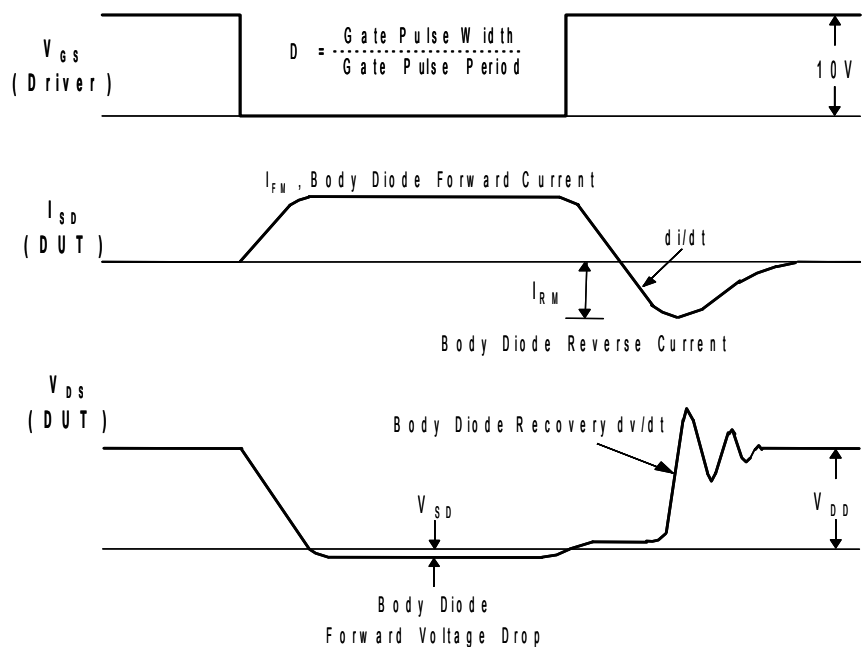 V_GS
(Driver)
D = Gate Pulse Width
Gate Pulse Period
10V
I_FM , Body Diode Forward Current
I_SD
(DUT)
di/dt
I_RM
Body Diode Reverse Current
V_DS
(DUT)
Body Diode Recovery dv/dt
V_SD
V_DD
Body Diode
Forward Voltage Drop